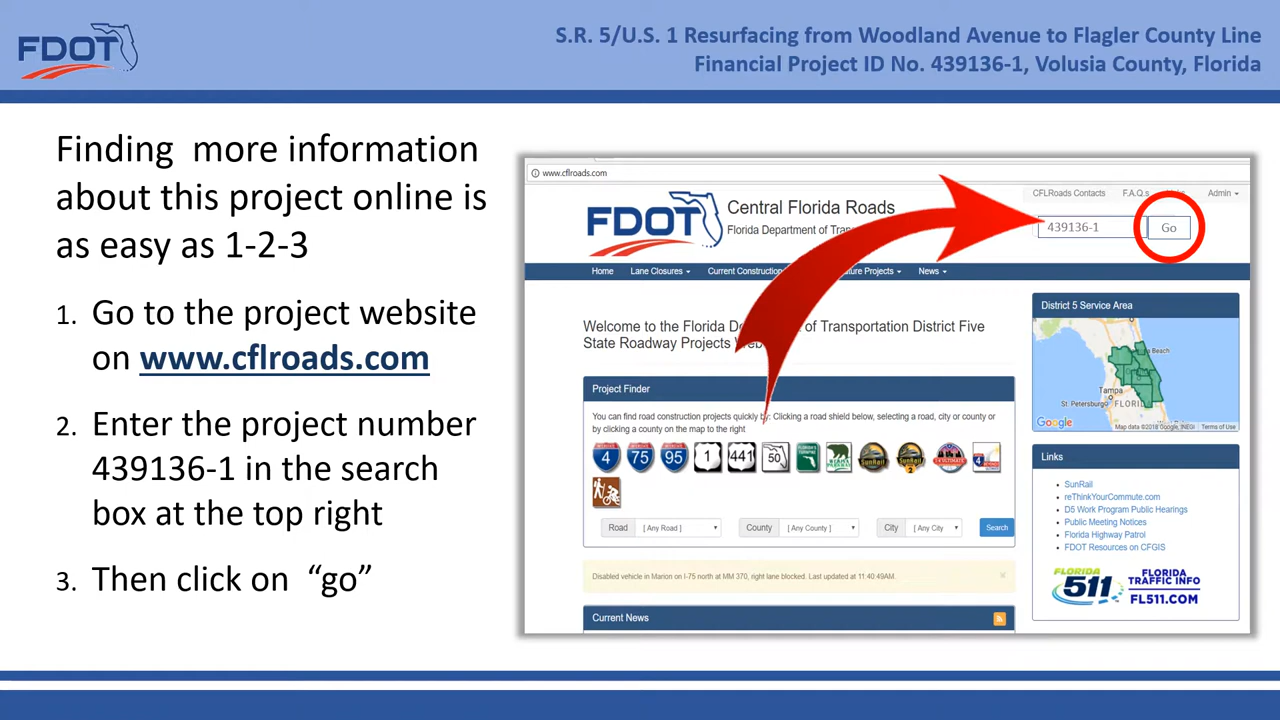 FDOT
S.R. 5/U.S. 1 Resurfacing from Woodland Avenue to Flagler County Line
Financial Project ID No. 439136-1, Volusia County, Florida
Finding more information
about this project online is
as easy as 1-2-3
1. Go to the project website
on www.cflroads.com
2. Enter the project number
439136-1 in the search
box at the top right
3. Then click on “go”
www.cflroads.com
CFLRoads Contacts F.A.Q.s Admin
FDOT
Central Florida Roads
Florida Department of
439136-1 Go
Home Lane Closures Current Construction Projects News
Welcome to the Florida of Transportation District Five
State Roadway Projects
Project Finder
You can find road construction projects quickly by: Clicking a road shield below, selecting a road, city or county or
by clicking a county on the map to the right
4 75 95 1 441 50
Road [ Any Road ] County [ Any County ] City [ Any City Search
Disabled vehicle in Marion on I-75 north at MM 370, right lane blocked. Last updated at 11:40:49AM.
Current News
District 5 Service Area
Beach
Tampa
St. Petersburg
Google
Map data ©2018 Google, INEGI Terms of Use
Links
SunRail
reThinkYourCommute.com
D5 Work Program Public Hearings
Public Meeting Notices
Florida Highway Patrol
FDOT Resources on CFGIS
FLORIDA
511
FLORIDA
TRAFFIC INFO
FL511.COM